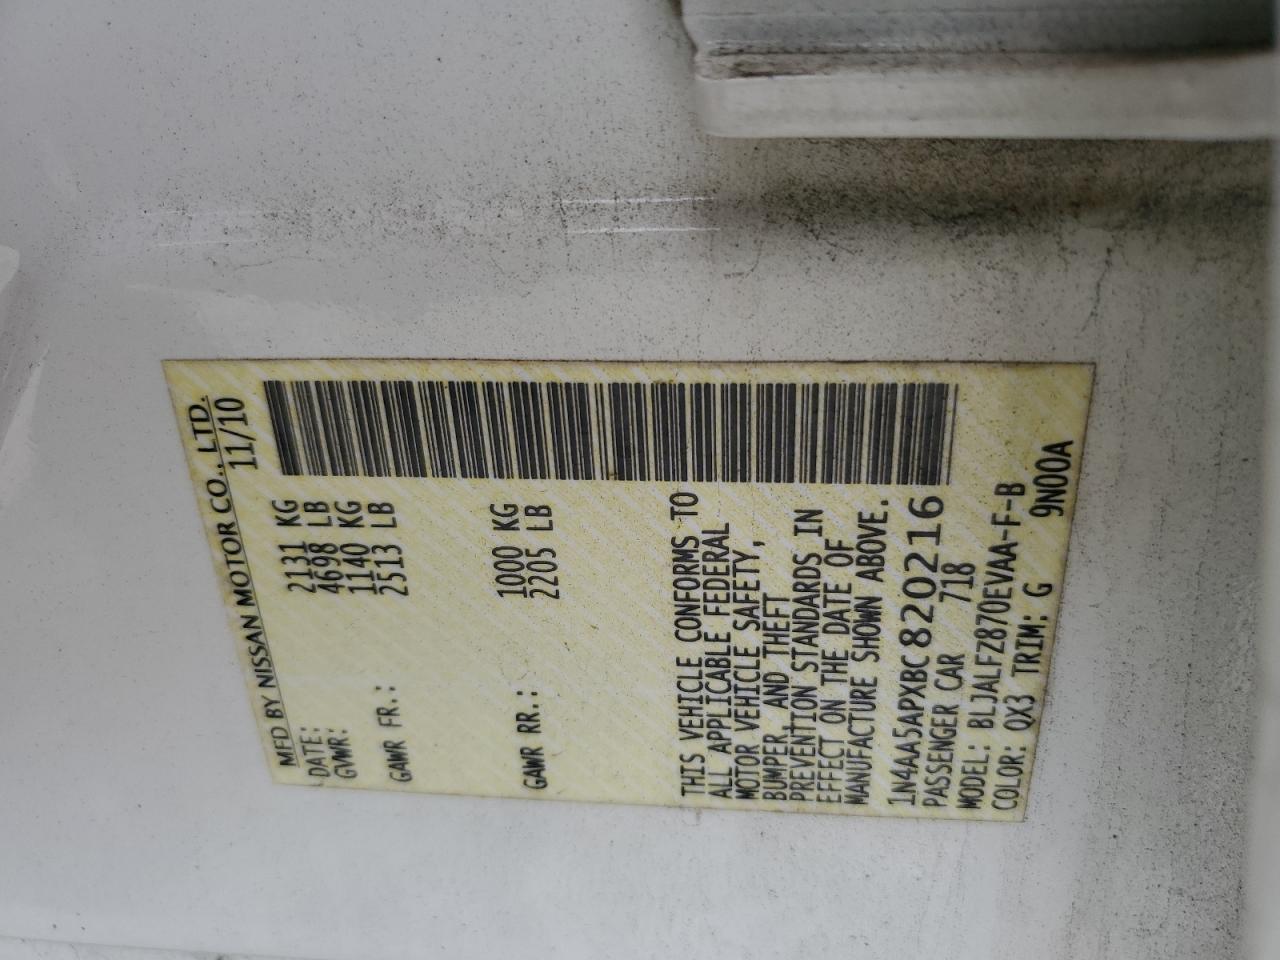 MFD BY NISSAN MOTOR CO., LTD.
DATE: 11/10
GVWR: 2131 KG
4698 LB
GAWR FR.: 1140 KG
2513 LB
GAWR RR.: 1000 KG
2205 LB
THIS VEHICLE CONFORMS TO
ALL APPLICABLE FEDERAL
MOTOR VEHICLE SAFETY,
BUMPER, AND THEFT
PREVENTION STANDARDS IN
EFFECT ON THE DATE OF
MANUFACTURE SHOWN ABOVE.
1N4AA5APXBC820216
PASSENGER CAR 718
MODEL: BLJALFZ870EVAA-F-B
COLOR: QX3 TRIM: G 9N00A